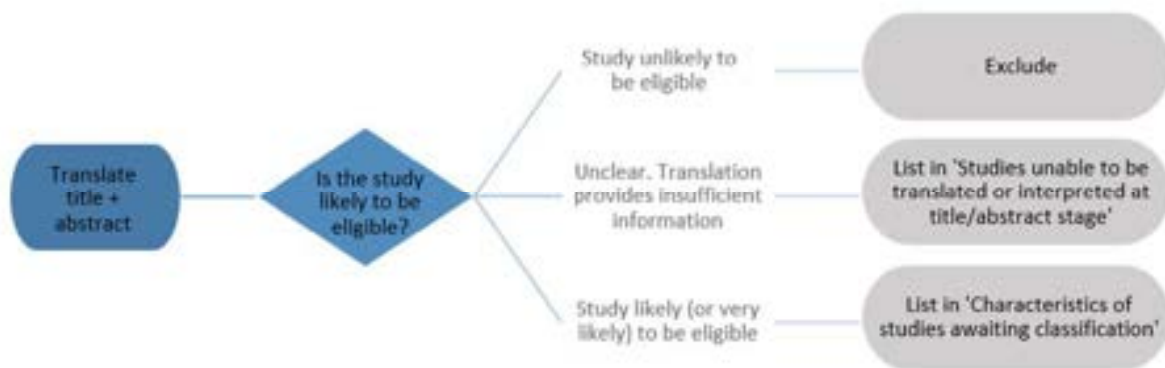 Translate
title +
abstract
Is the study
likely to be
eligible?
Study unlikely to
be eligible
Exclude
Unclear. Translation
provides insufficient
information
List in 'Studies unable to be
translated or interpreted at
title/abstract stage'
Study likely (or very
likely) to be eligible
List in 'Characteristics of
studies awaiting classification'